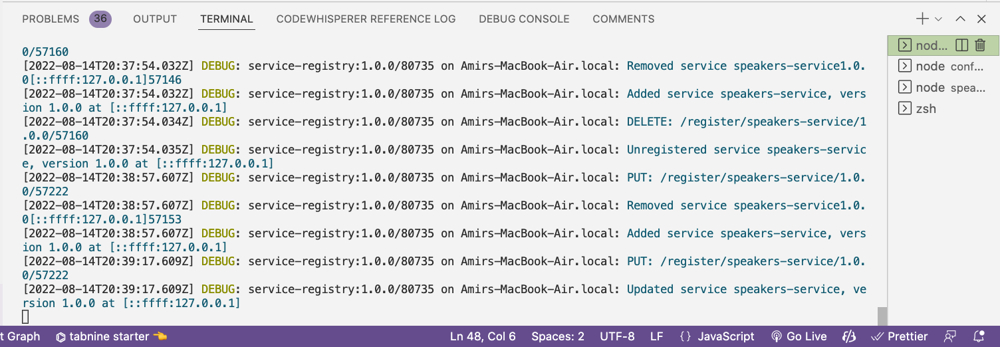 PROBLEMS 36 OUTPUT TERMINAL CODEWHISPERER REFERENCE LOG DEBUG CONSOLE COMMENTS
0/57160
[2022-08-14T20:37:54.032Z] DEBUG: service-registry:1.0.0/80735 on Amirs-MacBook-Air.local: Removed service speakers-service1.0.
0[::ffff:127.0.0.1]57146
[2022-08-14T20:37:54.032Z] DEBUG: service-registry:1.0.0/80735 on Amirs-MacBook-Air.local: Added service speakers-service, vers
ion 1.0.0 at [::ffff:127.0.0.1]
[2022-08-14T20:37:54.034Z] DEBUG: service-registry:1.0.0/80735 on Amirs-MacBook-Air.local: DELETE: /register/speakers-service/1
.0.0/57160
[2022-08-14T20:37:54.035Z] DEBUG: service-registry:1.0.0/80735 on Amirs-MacBook-Air.local: Unregistered service speakers-servic
e, version 1.0.0 at [::ffff:127.0.0.1]
[2022-08-14T20:38:57.607Z] DEBUG: service-registry:1.0.0/80735 on Amirs-MacBook-Air.local: PUT: /register/speakers-service/1.0.
0/57222
[2022-08-14T20:38:57.607Z] DEBUG: service-registry:1.0.0/80735 on Amirs-MacBook-Air.local: Removed service speakers-service1.0.
0[::ffff:127.0.0.1]57153
[2022-08-14T20:38:57.607Z] DEBUG: service-registry:1.0.0/80735 on Amirs-MacBook-Air.local: Added service speakers-service, vers
ion 1.0.0 at [::ffff:127.0.0.1]
[2022-08-14T20:39:17.609Z] DEBUG: service-registry:1.0.0/80735 on Amirs-MacBook-Air.local: PUT: /register/speakers-service/1.0.
0/57222
[2022-08-14T20:39:17.609Z] DEBUG: service-registry:1.0.0/80735 on Amirs-MacBook-Air.local: Updated service speakers-service, ve
rsion 1.0.0 at [::ffff:127.0.0.1]
nod...
node conf...
node spea...
zsh
t Graph tabnine starter 👈 Ln 48, Col 6 Spaces: 2 UTF-8 LF {} JavaScript Go Live Prettier